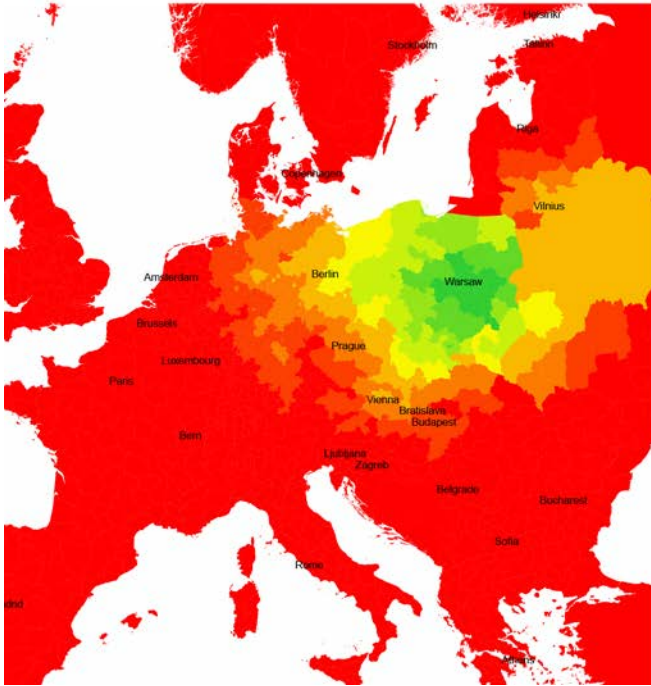 Helsinki
Stockholm
Tallinn
Riga
Copenhagen
Vilnius
Berlin
Warsaw
Amsterdam
Brussels
Prague
Luxembourg
Paris
Vienna
Bratislava
Budapest
Bern
Ljubljana
Zagreb
Belgrade
Bucharest
Sofia
Rome
adrid
Athens